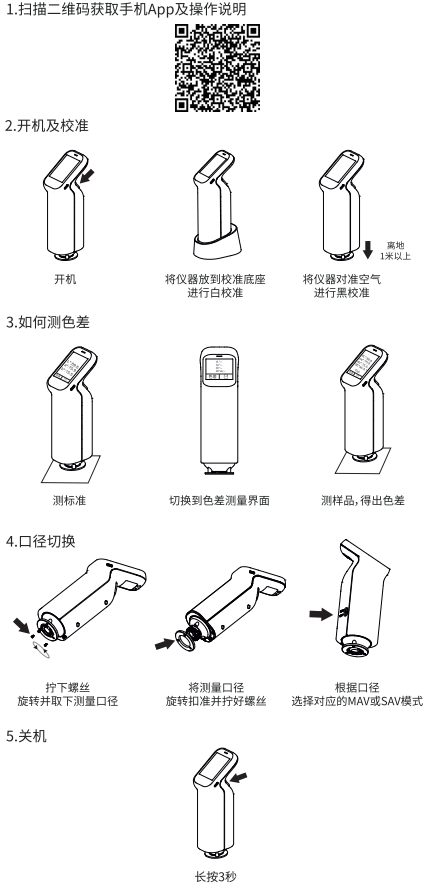 1.扫描二维码获取手机App及操作说明
2.开机及校准
离地
1米以上
开机
将仪器放到校准底座
进行白校准
将仪器对准空气
进行黑校准
3.如何测色差
测标准
切换到色差测量界面
测样品,得出色差
4.口径切换
拧下螺丝
旋转并取下测量口径
将测量口径
旋转扣准并拧好螺丝
根据口径
选择对应的MAV或SAV模式
5.关机
长按3秒